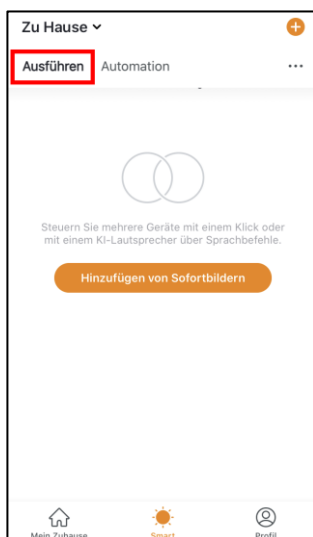 Zu Hause
Ausführen Automation
Steuern Sie mehrere Geräte mit einem Klick oder
mit einem KI-Lautsprecher über Sprachbefehle.
Hinzufügen von Sofortbildern
Mein Zuhause Smart Profil